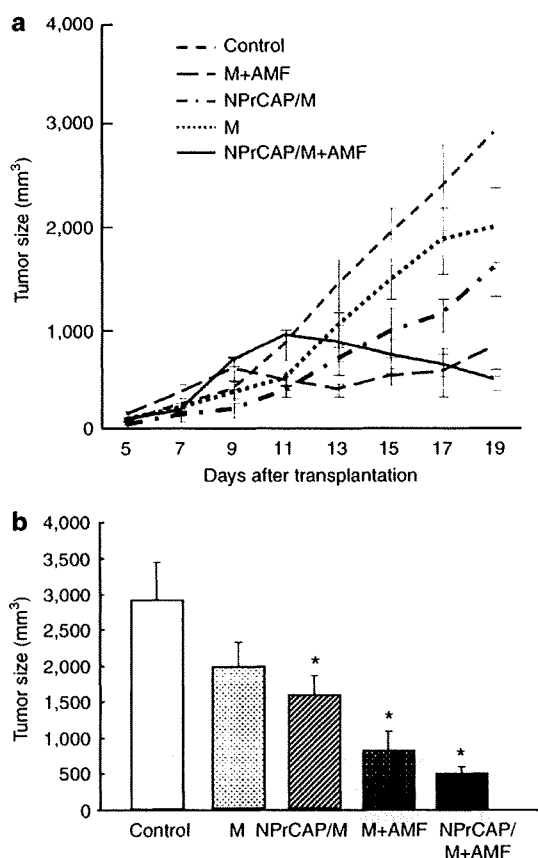 a
4,000
3,000
2,000
1,000
0
Tumor size (mm³)
Control
M+AMF
NPrCAP/M
M
NPrCAP/M+AMF
5 7 9 11 13 15 17 19
Days after transplantation
b
4,000
3,500
3,000
2,500
2,000
1,500
1,000
500
0
Tumor size (mm³)
* * *
Control M NPrCAP/M M+AMF NPrCAP/
M+AMF